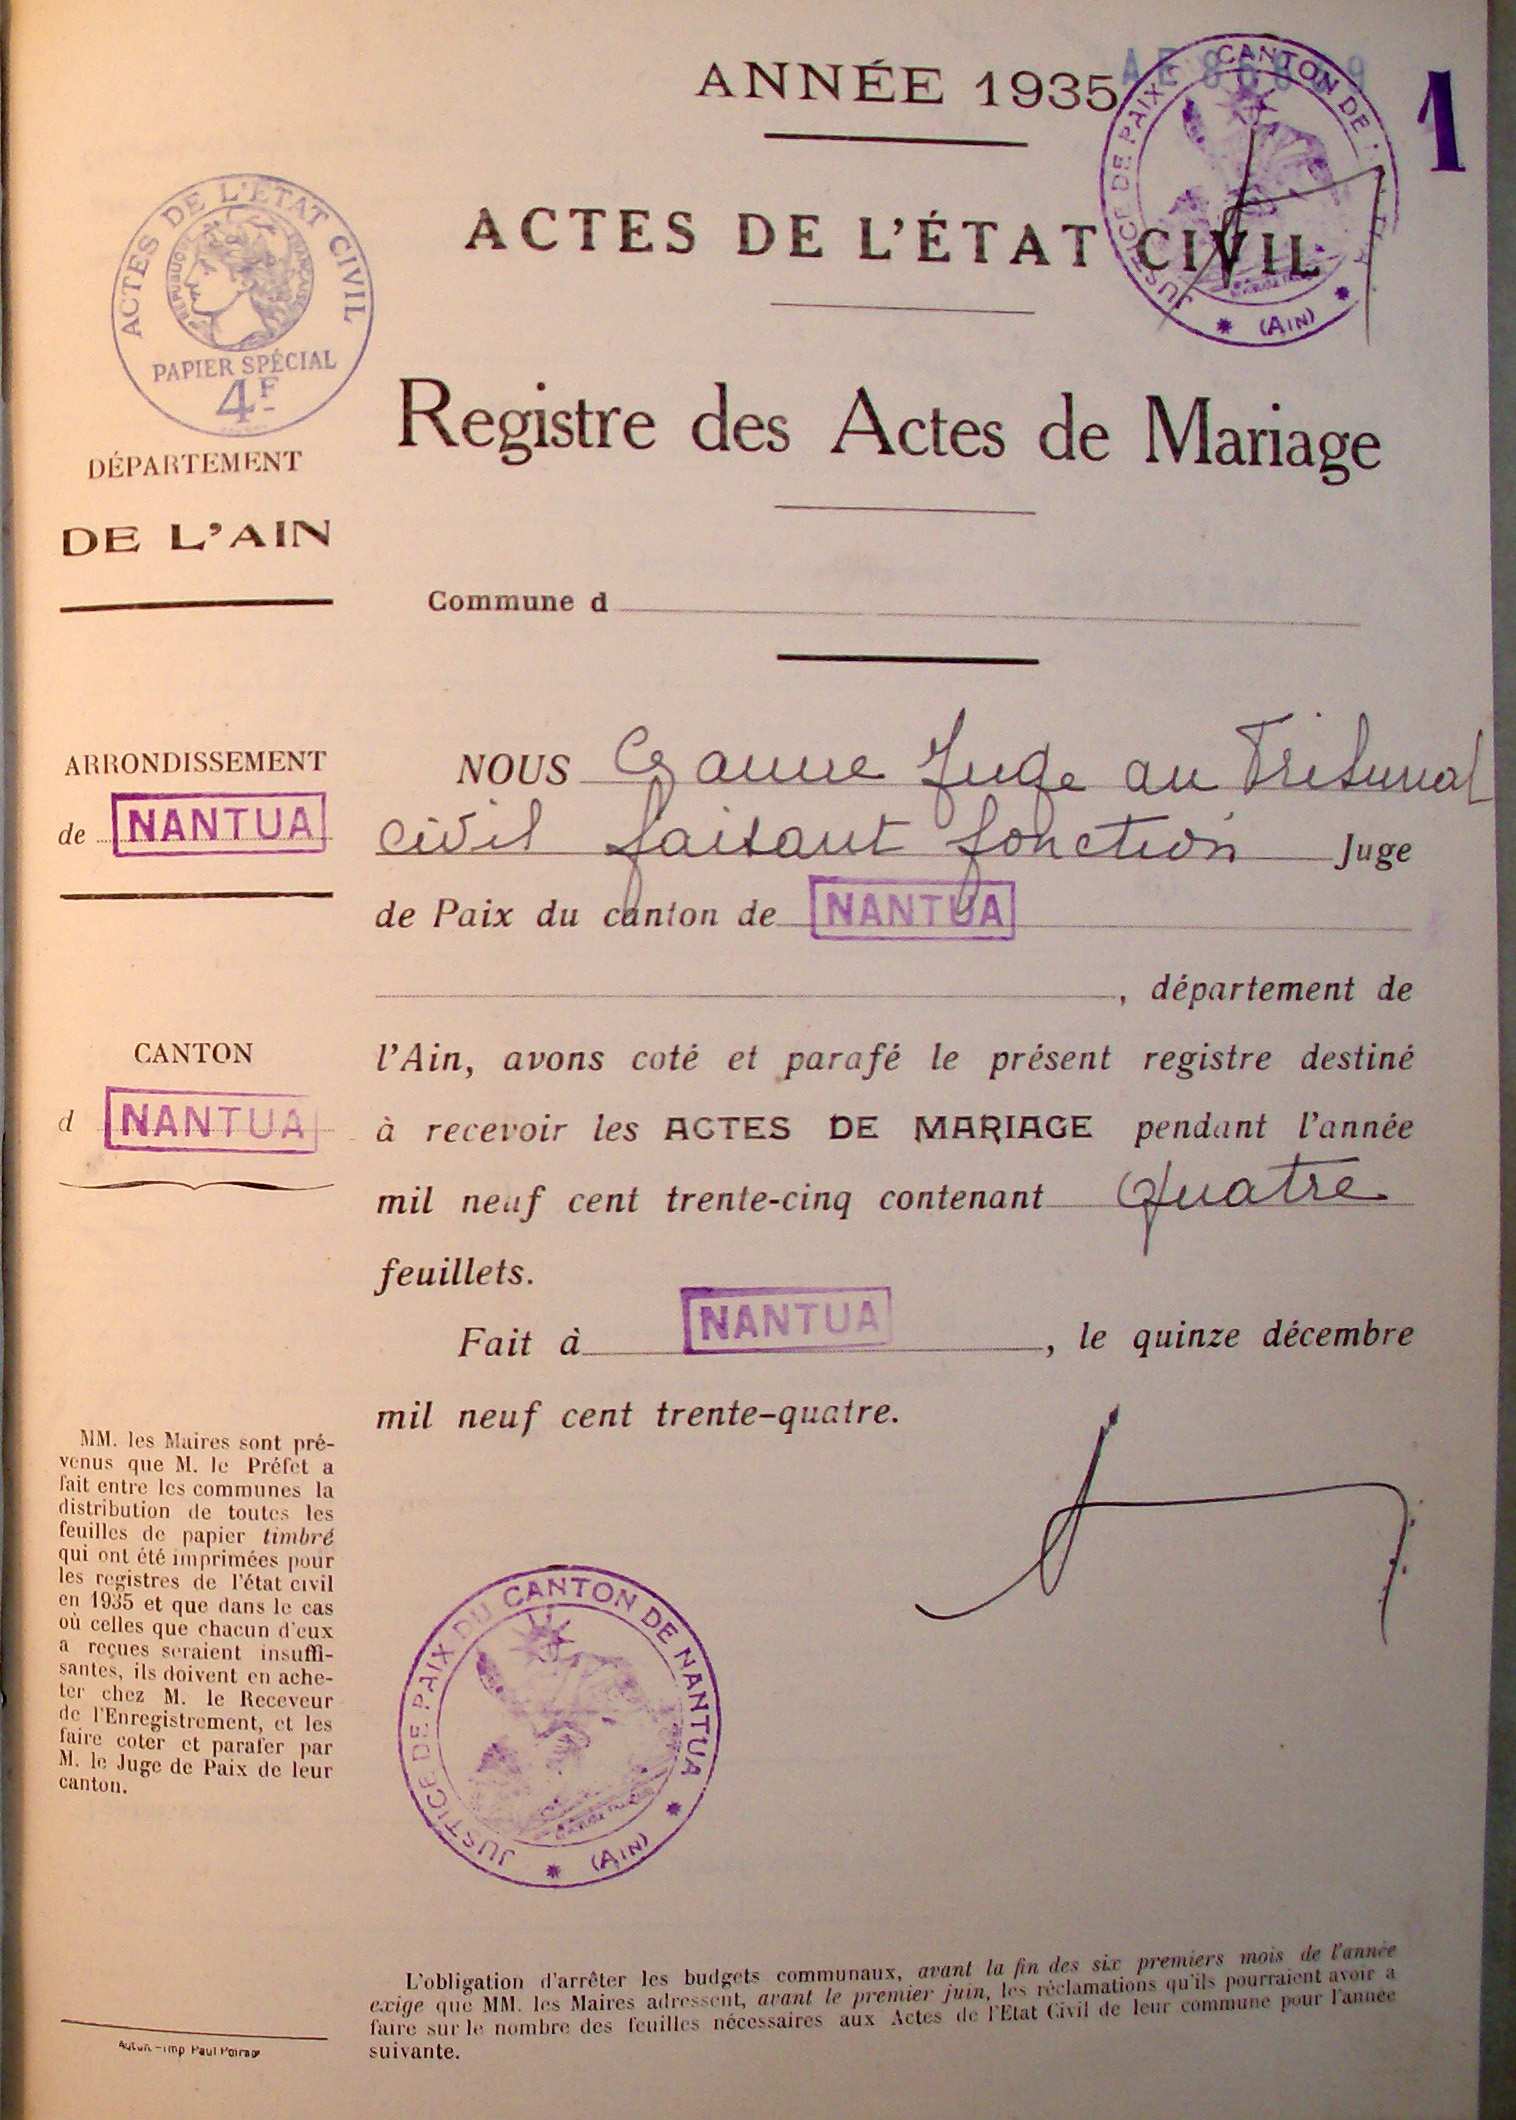 ANNÉE 1935
1
ACTES DE L'ÉTAT CIVIL
JUSTICE DE PAIX CANTON DE
(AIN)
ACTES DE L'ÉTAT CIVIL
RÉPUBLIQUE FRANÇAISE
PAPIER SPÉCIAL
4F
Registre des Actes de Mariage
DÉPARTEMENT
DE L'AIN
Commune d
ARRONDISSEMENT
de NANTUA
CANTON
d NANTUA
NOUS Juge au Tribunal
civil faisant fonction Juge
de Paix du canton de NANTUA
, département de
l'Ain, avons coté et parafé le présent registre destiné
à recevoir les ACTES DE MARIAGE pendant l'année
mil neuf cent trente-cinq contenant quatre
feuillets.
Fait à NANTUA, le quinze décembre
mil neuf cent trente-quatre.
MM. les Maires sont pré-
venus que M. le Préfet a
fait entre les communes la
distribution de toutes les
feuilles de papier timbré
qui ont été imprimées pour
les registres de l'état civil
en 1935 et que dans le cas
où celles que chacun d'eux
a reçues seraient insuffi-
santes, ils doivent en ache-
ter chez M. le Receveur
de l'Enregistrement, et les
faire coter et parafer par
M. le Juge de Paix de leur
canton.
JUSTICE DE PAIX DU CANTON DE NANTUA
(AIN)
L'obligation d'arrêter les budgets communaux, avant la fin des six premiers mois de l'année
exige que MM. les Maires adressent, avant le premier juin, les réclamations qu'ils pourraient avoir à
faire sur le nombre des feuilles nécessaires aux Actes de l'Etat Civil de leur commune pour l'année
suivante.
Autun. - Imp Paul